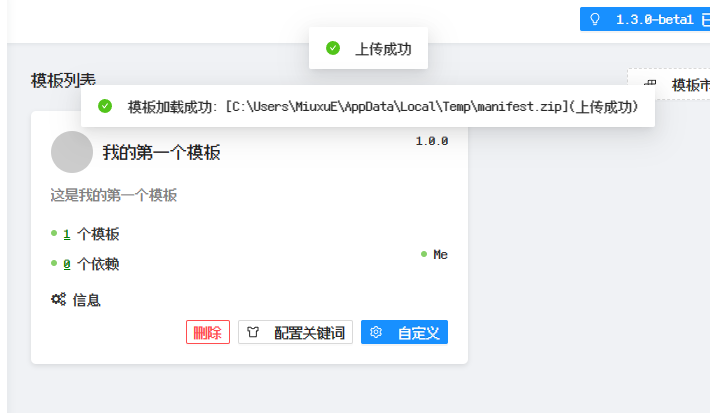 1.3.0-beta1
上传成功
模板列表
模板市
模板加载成功: [C:\Users\MiuxuE\AppData\Local\Temp\manifest.zip](上传成功)
我的第一个模板
1.0.0
这是我的第一个模板
1 个模板
0 个依赖
Me
信息
删除
配置关键词
自定义